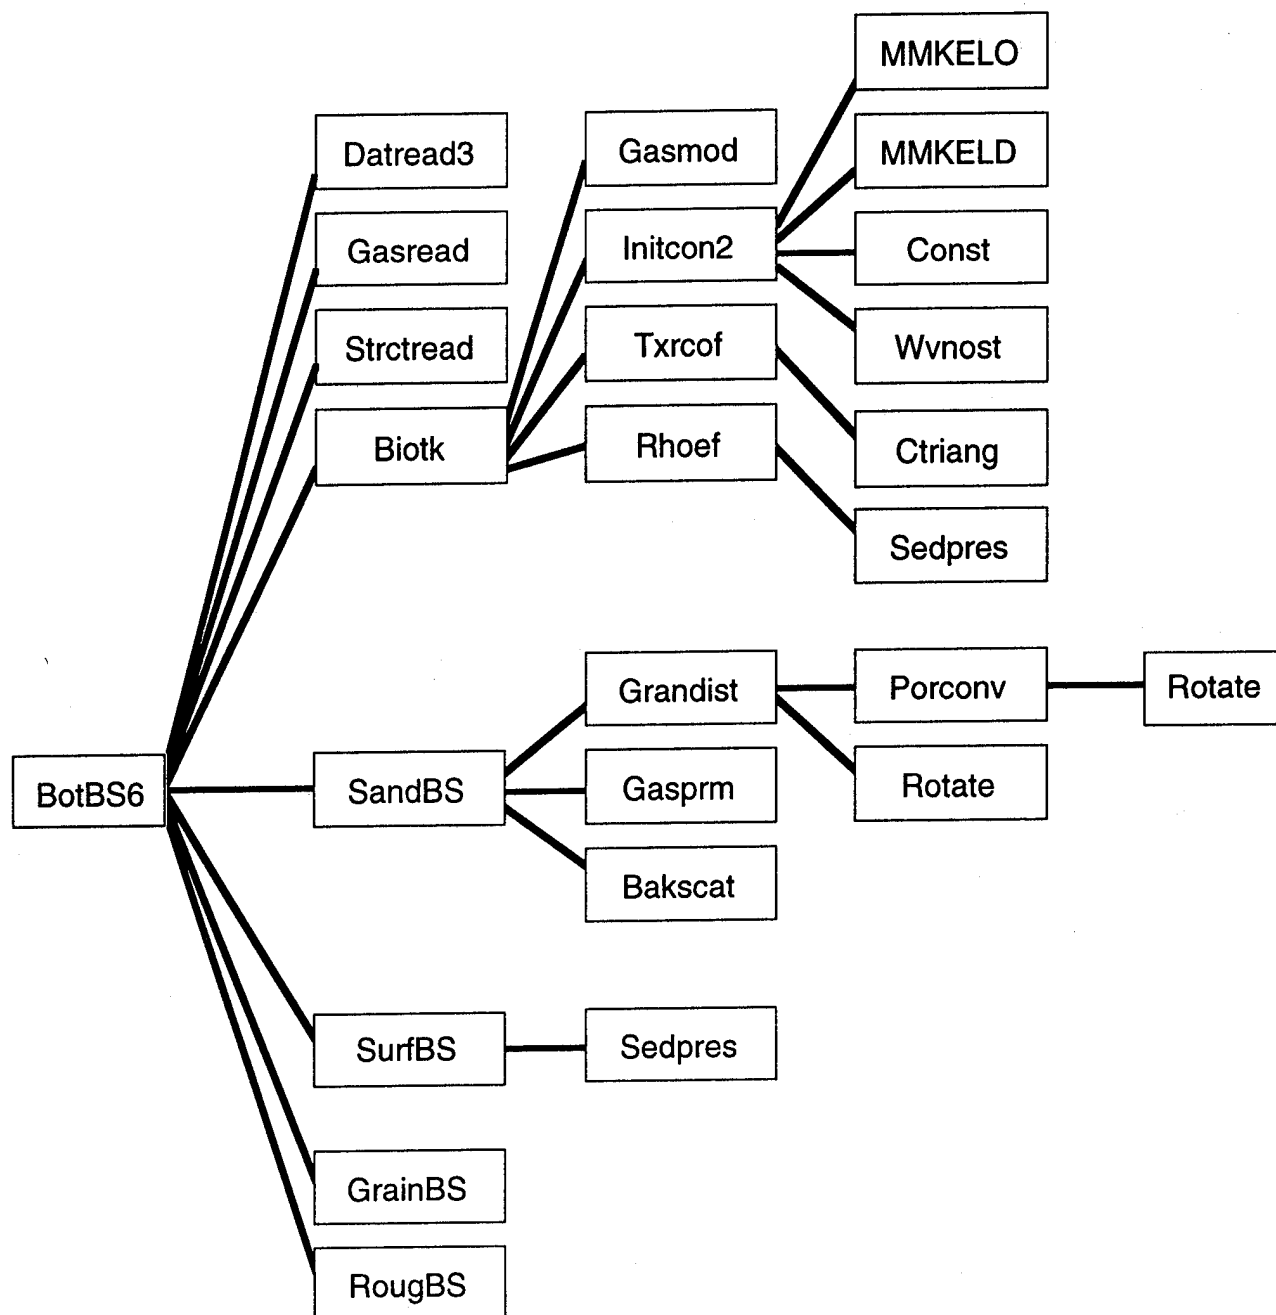 MMKELO
Datread3
Gasmod
MMKELD
Gasread
Initcon2
Const
Strctread
Txrcof
Wvnost
Biotk
Rhoef
Ctriang
Sedpres
Grandist
Porconv
Rotate
BotBS6
SandBS
Gasprm
Rotate
Bakscat
SurfBS
Sedpres
GrainBS
RougBS